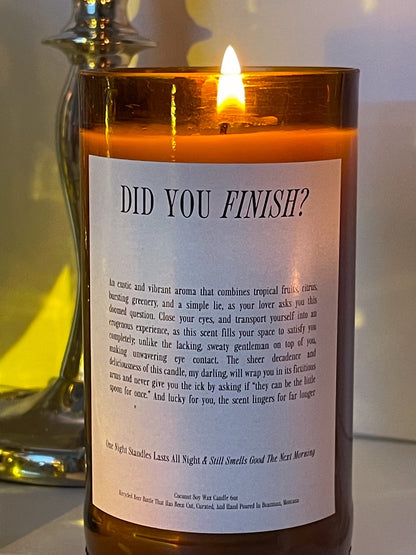 DID YOU FINISH?
An exotic and vibrant aroma that combines tropical fruits, citrus,
bursting greenery, and a simple lie, as your lover asks you this
doomed question. Close your eyes, and transport yourself into an
erogenous experience, as this scent fills your space to satisfy you
completely; unlike the lacking, sweaty gentleman on top of you,
making unwavering eye contact. The sheer decadence and
deliciousness of this candle, my darling, will wrap you in its fictitious
arms and never give you the ick by asking if "they can be the little
spoon for once." And lucky for you, the scent lingers for far longer
One Night Standles Lasts All Night & Still Smells Good The Next Morning
Coconut Soy Wax Candle 6oz
Recycled Beer Bottle That Has Been Cut, Curated, And Hand Poured In Bozeman, Montana